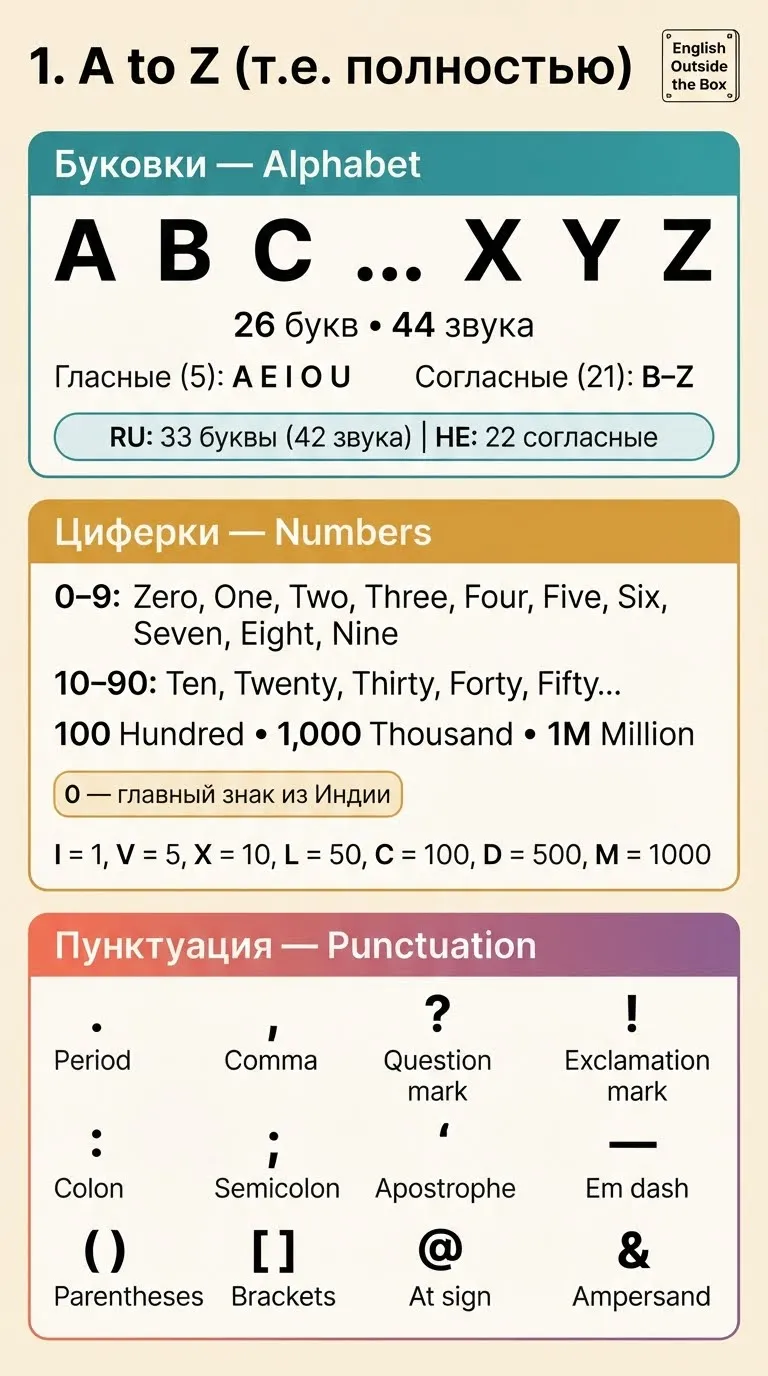 1. A to Z (т.е. полностью)
English
Outside
the Box
Буковки — Alphabet
A B C ... X Y Z
26 букв • 44 звука
Гласные (5): A E I O U Согласные (21): B–Z
RU: 33 буквы (42 звука) | HE: 22 согласные
Циферки — Numbers
0–9: Zero, One, Two, Three, Four, Five, Six,
Seven, Eight, Nine
10–90: Ten, Twenty, Thirty, Forty, Fifty...
100 Hundred • 1,000 Thousand • 1M Million
0 — главный знак из Индии
I = 1, V = 5, X = 10, L = 50, C = 100, D = 500, M = 1000
Пунктуация — Punctuation
. , ? !
Period Comma Question Exclamation
mark mark
: ; ‘ —
Colon Semicolon Apostrophe Em dash
( ) [ ] @ &
Parentheses Brackets At sign Ampersand